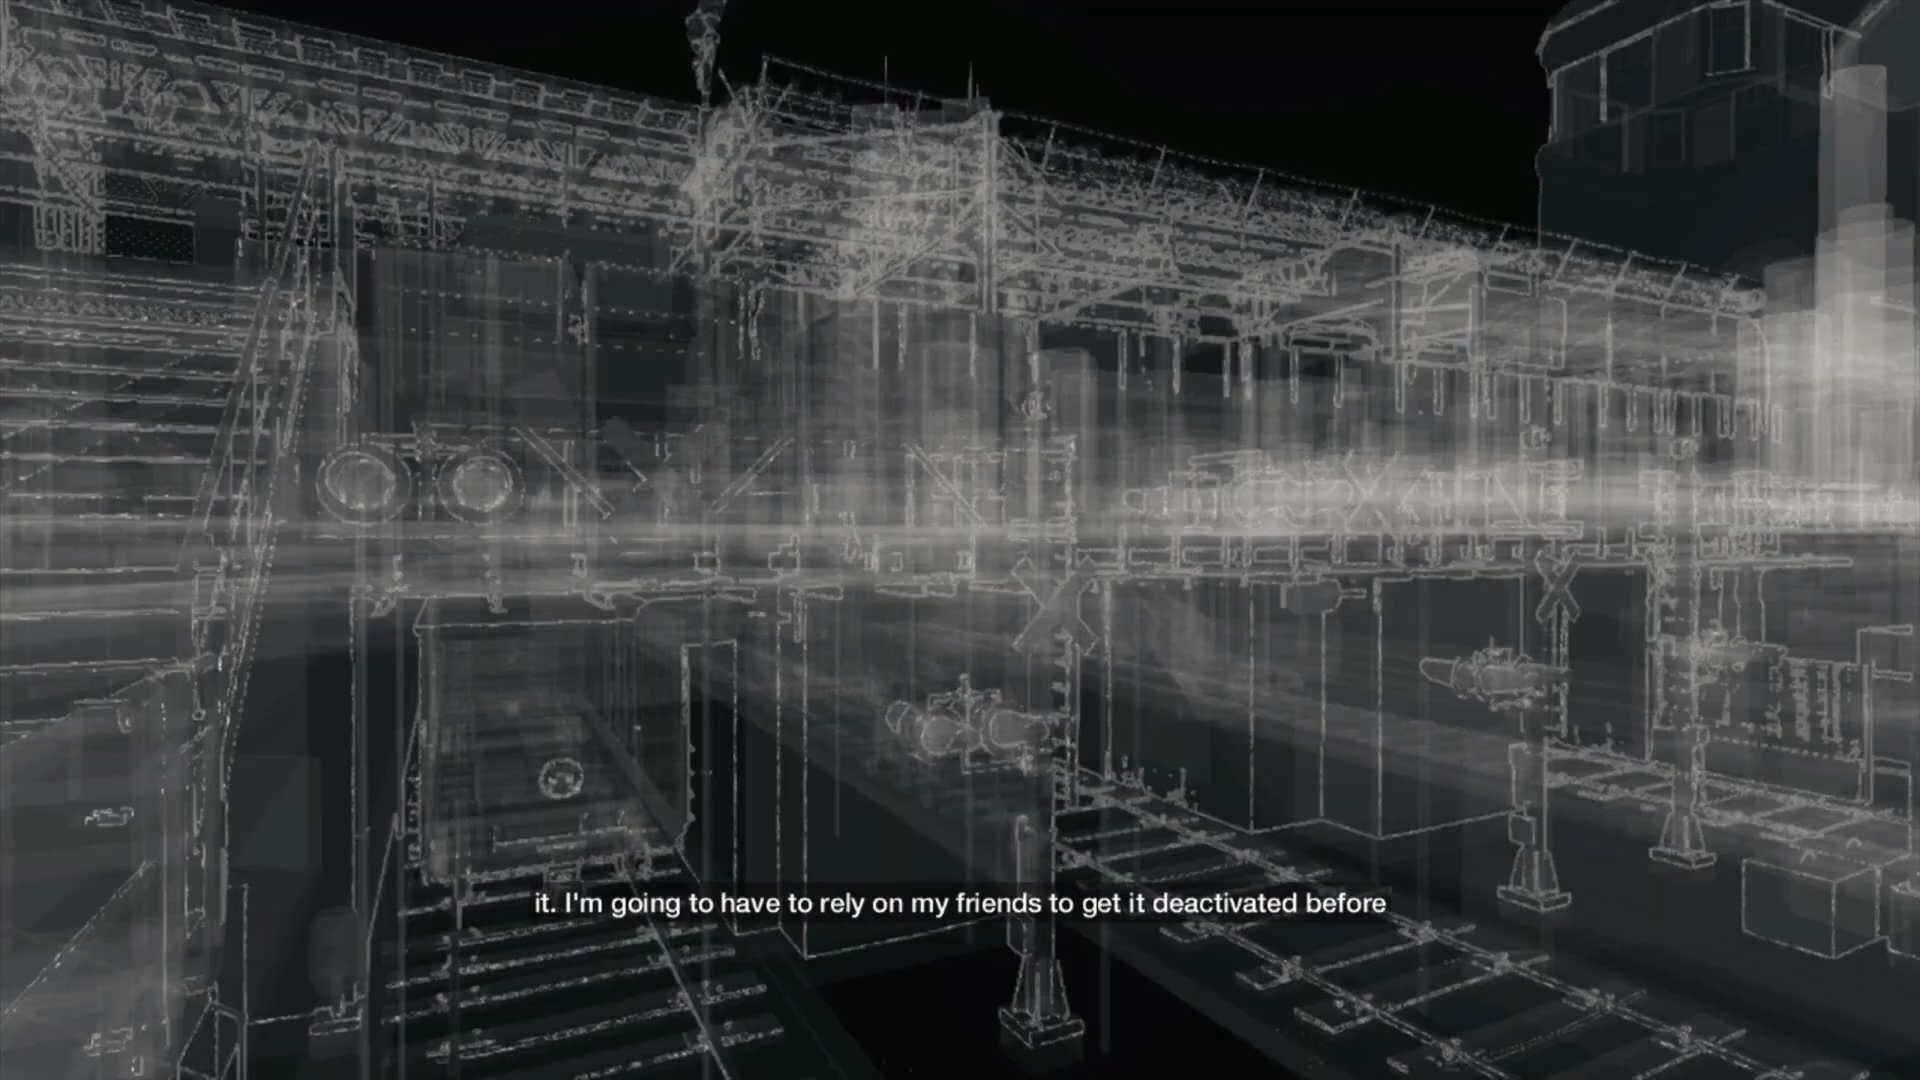 it. I'm going to have to rely on my friends to get it deactivated before